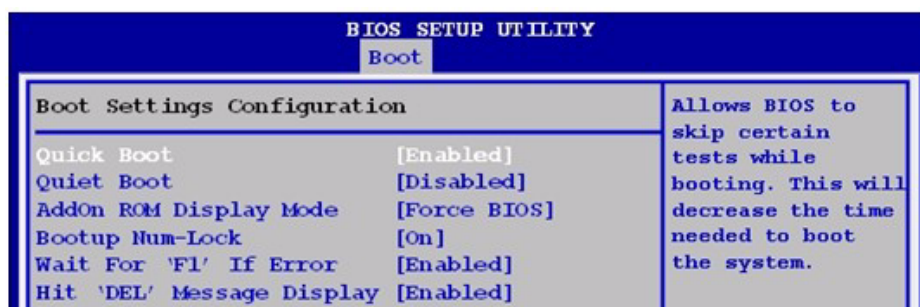 BIOS SETUP UTILITY
Boot
Boot Settings Configuration
Quick Boot [Enabled]
Quiet Boot [Disabled]
AddOn ROM Display Mode [Force BIOS]
Bootup Num-Lock [On]
Wait For ‘F1’ If Error [Enabled]
Hit ‘DEL’ Message Display [Enabled]
Allows BIOS to
skip certain
tests while
booting. This will
decrease the time
needed to boot
the system.